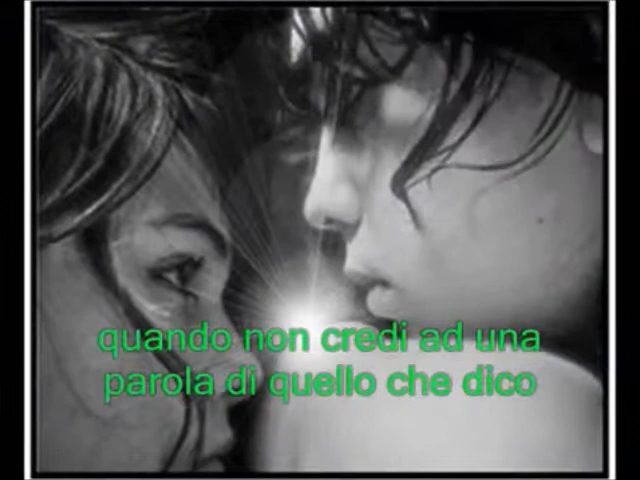 quando non credi ad una
parola di quello che dico